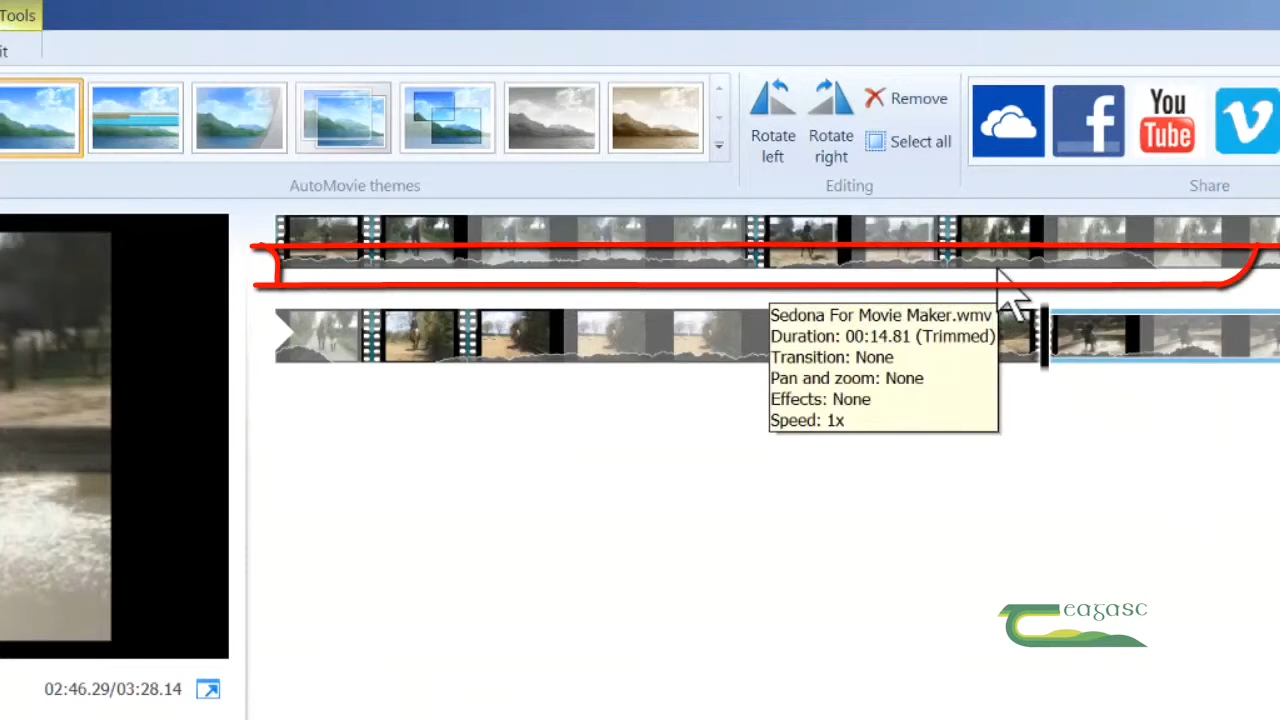 Tools
it
Rotate left
Rotate right
Remove
Select all
f
You Tube
v
AutoMovie themes
Editing
Share
Sedona For Movie Maker.wmv
Duration: 00:14.81 (Trimmed)
Transition: None
Pan and zoom: None
Effects: None
Speed: 1x
Teagasc
02:46.29/03:28.14